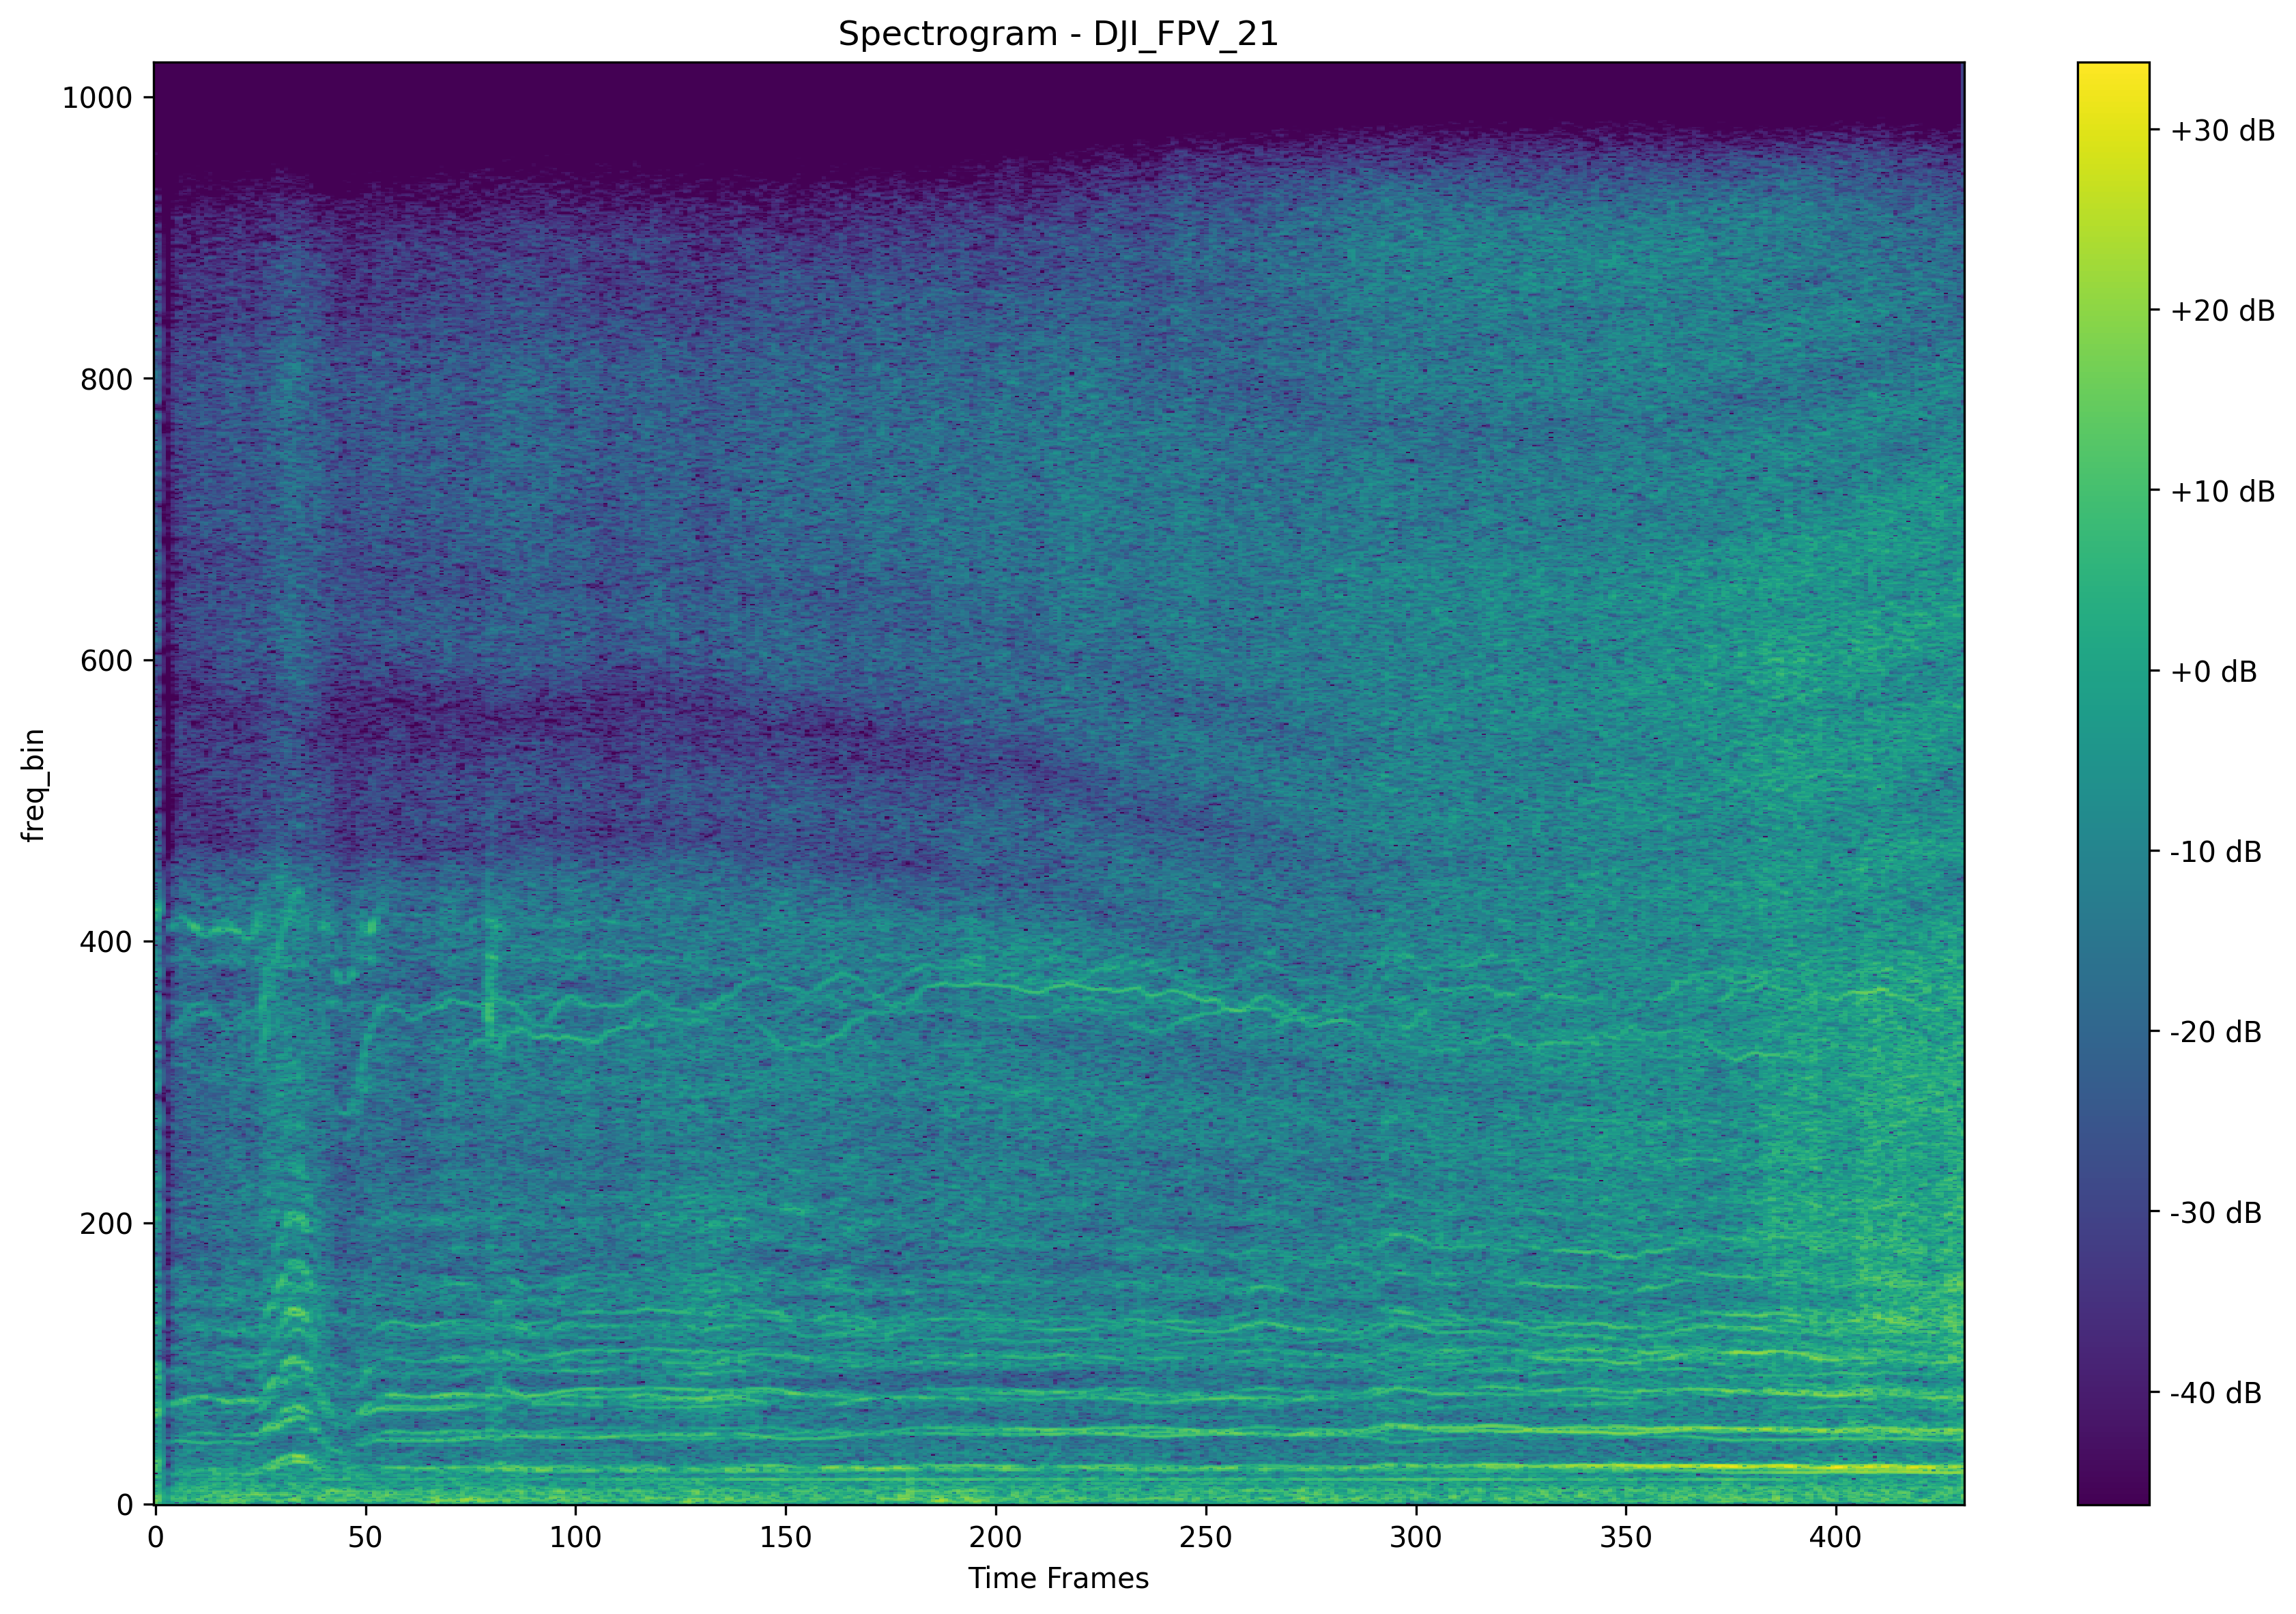 Spectrogram - DJI_FPV_21
1000
800
600
400
200
0
freq_bin
0 50 100 150 200 250 300 350 400
Time Frames
+30 dB
+20 dB
+10 dB
+0 dB
-10 dB
-20 dB
-30 dB
-40 dB